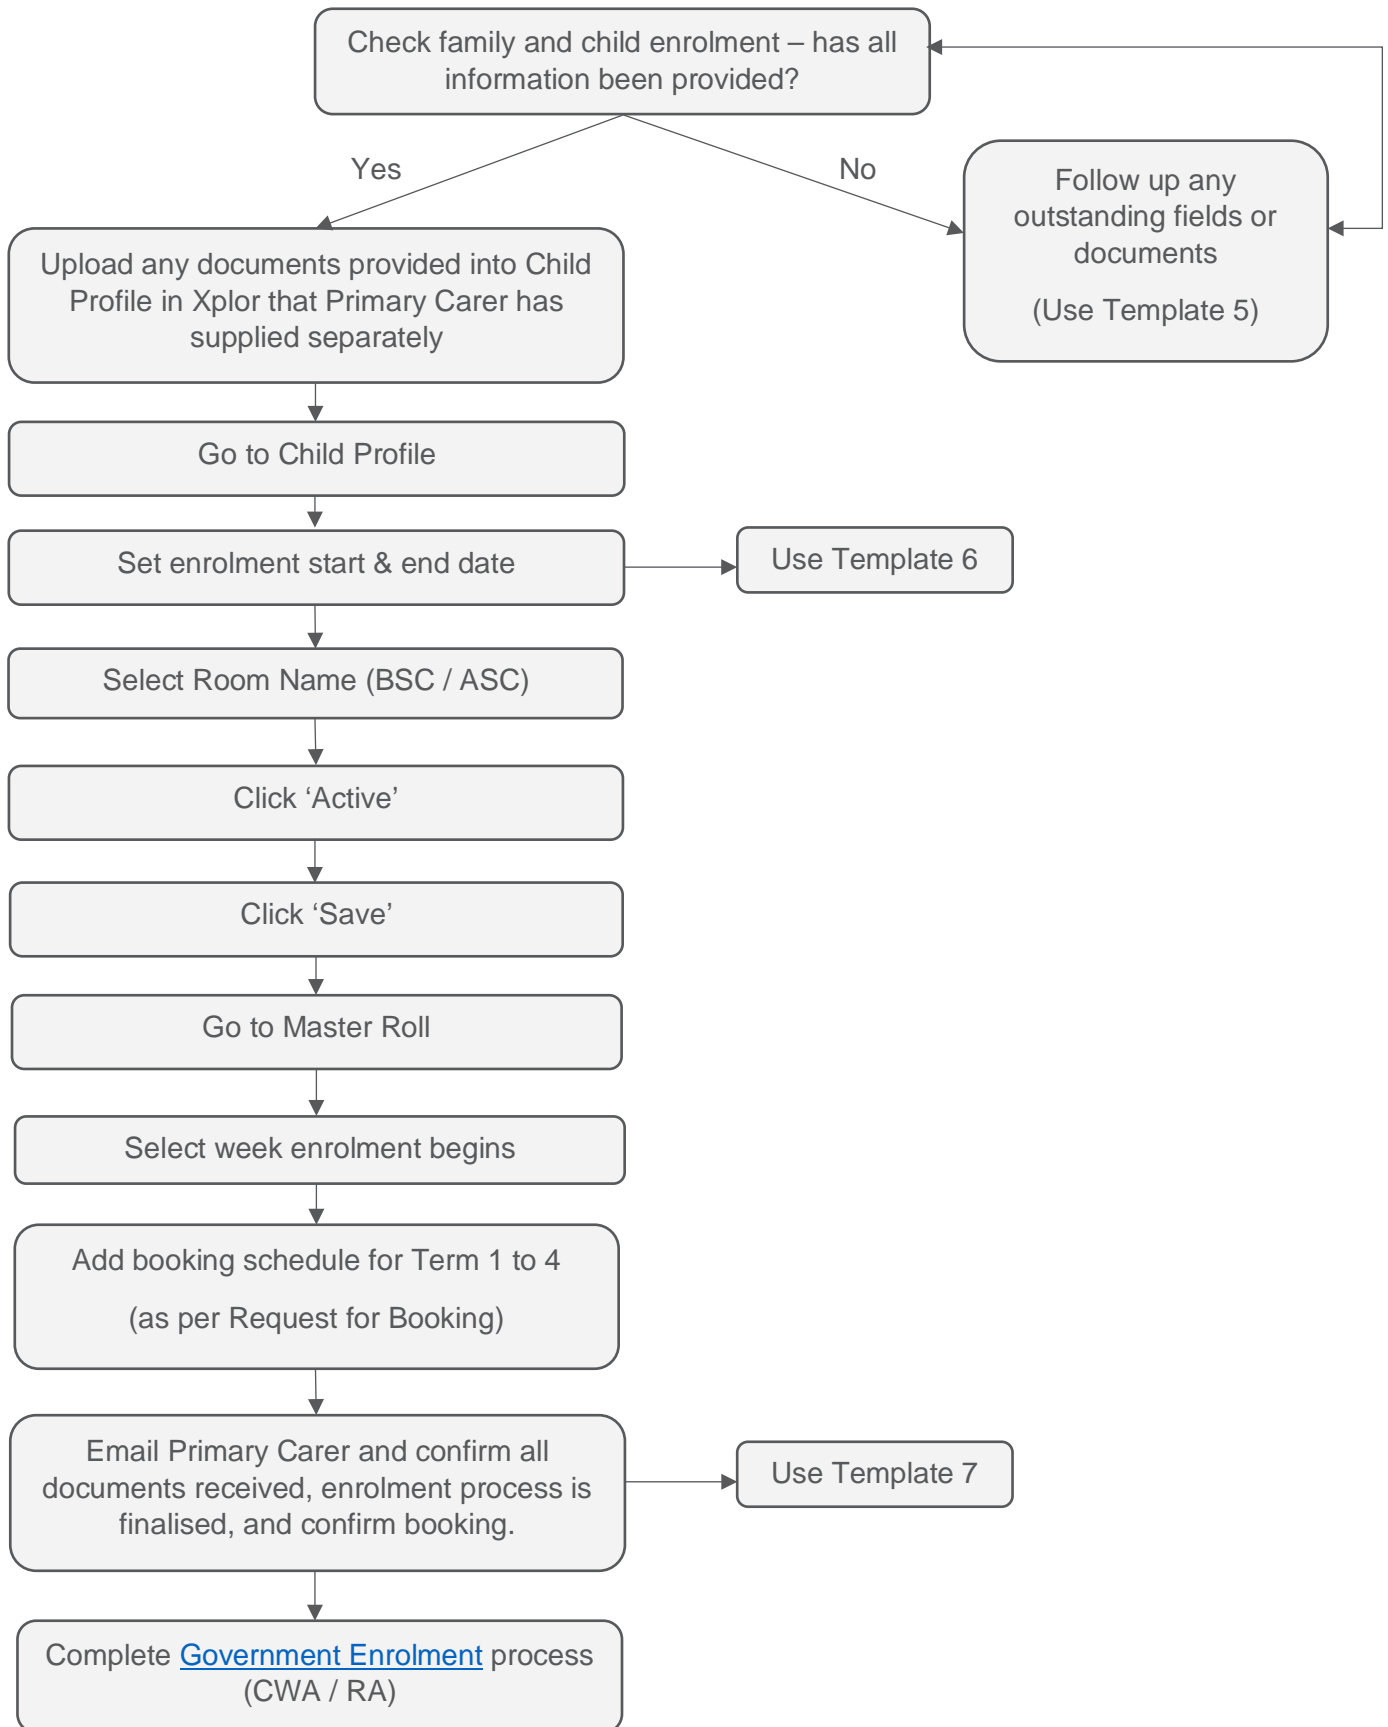 Check family and child enrolment – has all
information been provided?
Yes
No
Follow up any
outstanding fields or
documents
(Use Template 5)
Upload any documents provided into Child
Profile in Xplor that Primary Carer has
supplied separately
Go to Child Profile
Set enrolment start & end date
Use Template 6
Select Room Name (BSC / ASC)
Click ‘Active’
Click ‘Save’
Go to Master Roll
Select week enrolment begins
Add booking schedule for Term 1 to 4
(as per Request for Booking)
Email Primary Carer and confirm all
documents received, enrolment process is
finalised, and confirm booking.
Use Template 7
Complete Government Enrolment process
(CWA / RA)